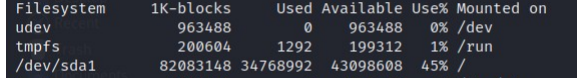 Filesystem     1K-blocks     Used Available Use% Mounted on
udev              963488        0    963488   0% /dev
tmpfs             200604     1292    199312   1% /run
/dev/sda1       82083148 34768992  43098608  45% /